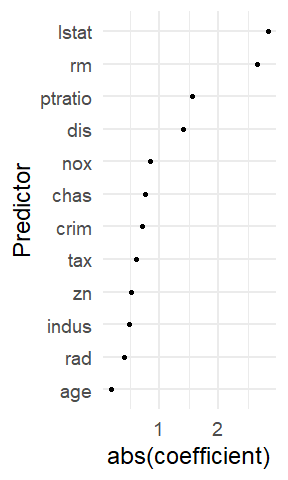 Predictor
lstat
rm
ptratio
dis
nox
chas
crim
tax
zn
indus
rad
age
1 2
abs(coefficient)